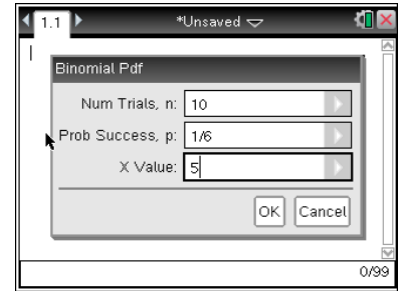 1.1 *Unsaved
Binomial Pdf
Num Trials, n: 10
Prob Success, p: 1/6
X Value: 5
OK Cancel
0/99